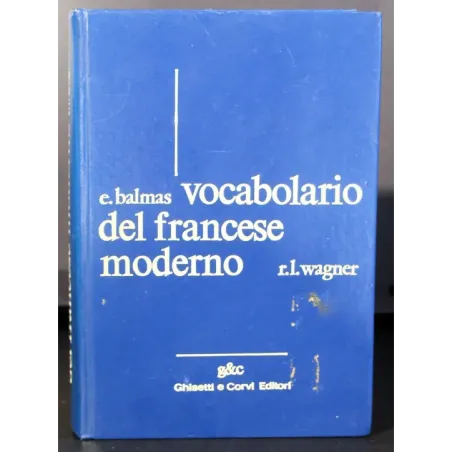 e. balmas vocabolario
del francese
moderno r. l. wagner
g&c
Ghisetti e Corvi Editori